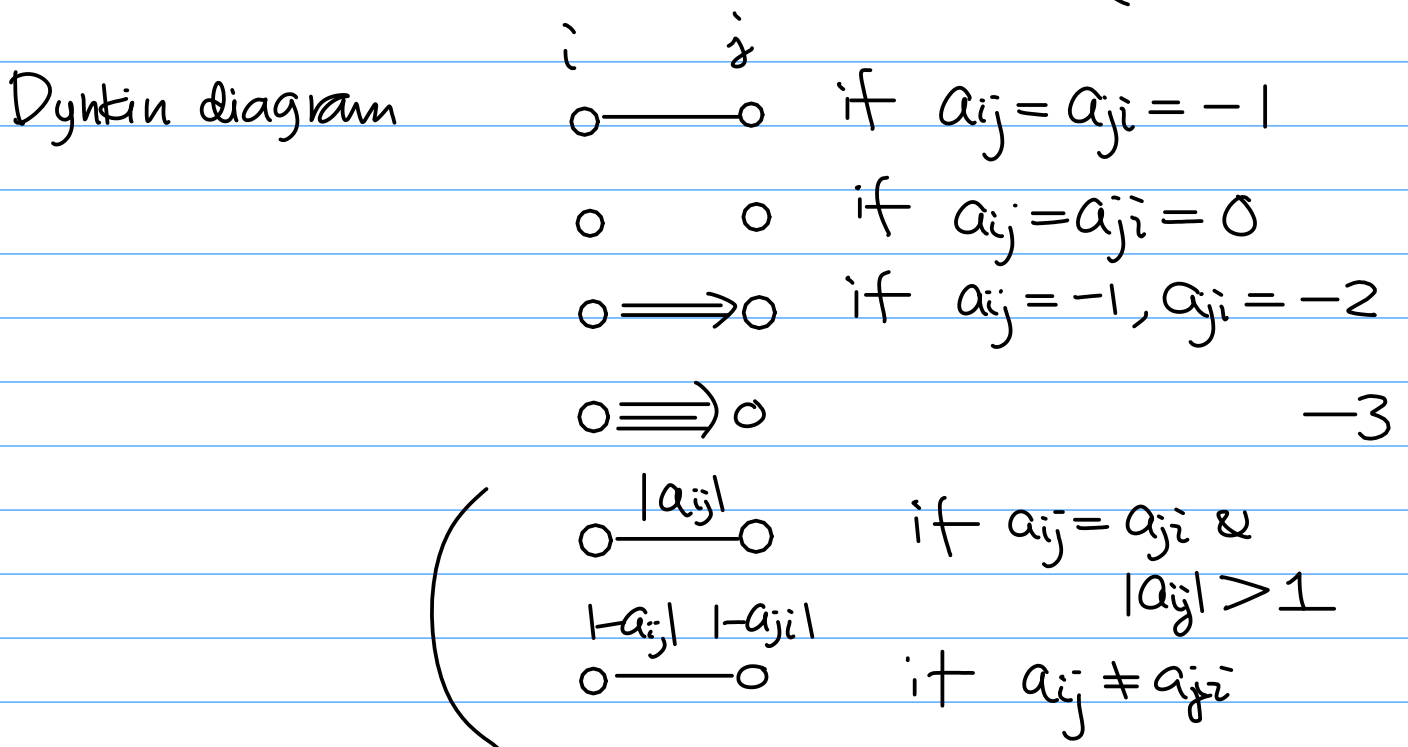 i j
Dynkin diagram ○—○ if aij = aji = -1
○ ○ if aij = aji = 0
○⇒○ if aij = -1, aji = -2
○⇛○ -3
|aij|
○—○ if aij = aji &
|aij| > 1
|-aij| |-aji|
○—○ if aij ≠ aji